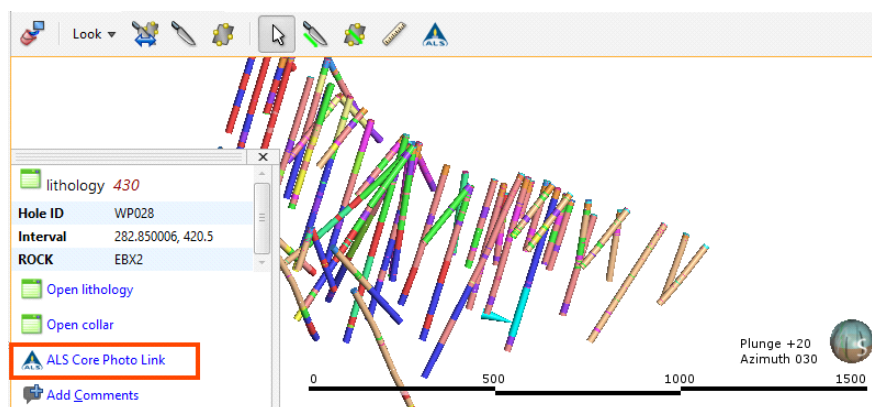 Look
ALS
x
lithology 430
Hole ID WP028
Interval 282.850006, 420.5
ROCK EBX2
Open lithology
Open collar
ALS ALS Core Photo Link
Add Comments
Plunge +20
Azimuth 030
S
0 500 1000 1500